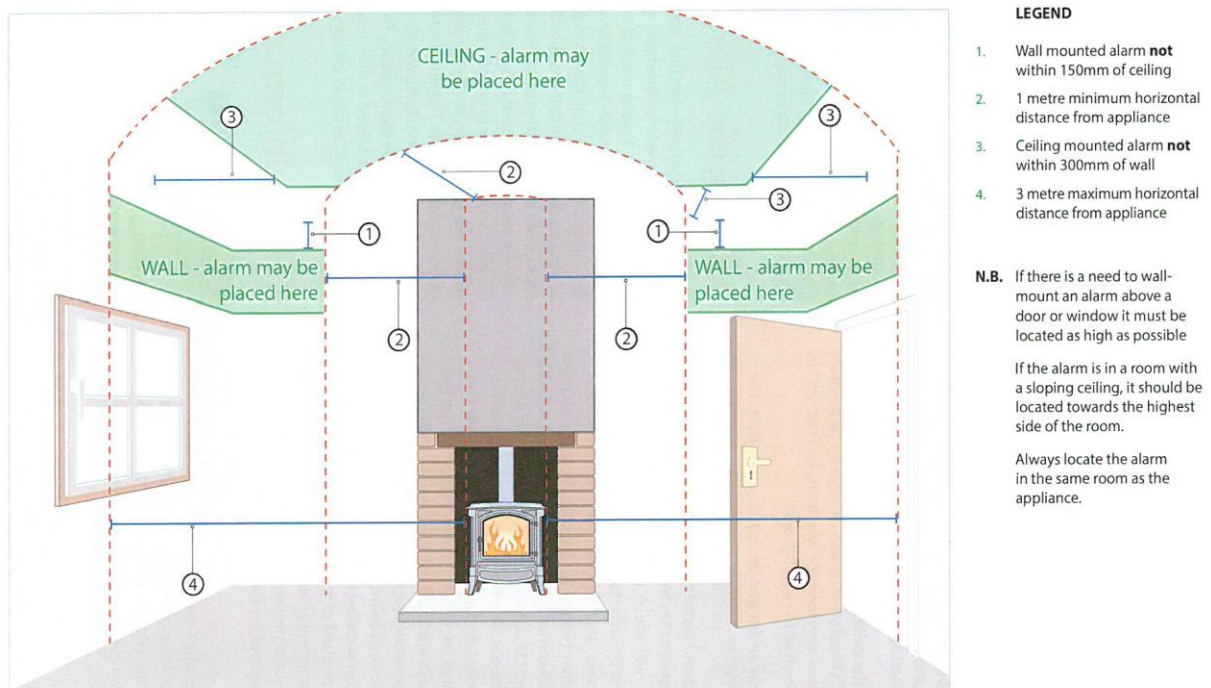 CEILING - alarm may
be placed here
3
3
2
3
1
1
WALL - alarm may be
placed here
WALL - alarm may be
placed here
2
2
4
4
LEGEND
1. Wall mounted alarm not
within 150mm of ceiling
2. 1 metre minimum horizontal
distance from appliance
3. Ceiling mounted alarm not
within 300mm of wall
4. 3 metre maximum horizontal
distance from appliance
N.B. If there is a need to wall-
mount an alarm above a
door or window it must be
located as high as possible
If the alarm is in a room with
a sloping ceiling, it should be
located towards the highest
side of the room.
Always locate the alarm
in the same room as the
appliance.